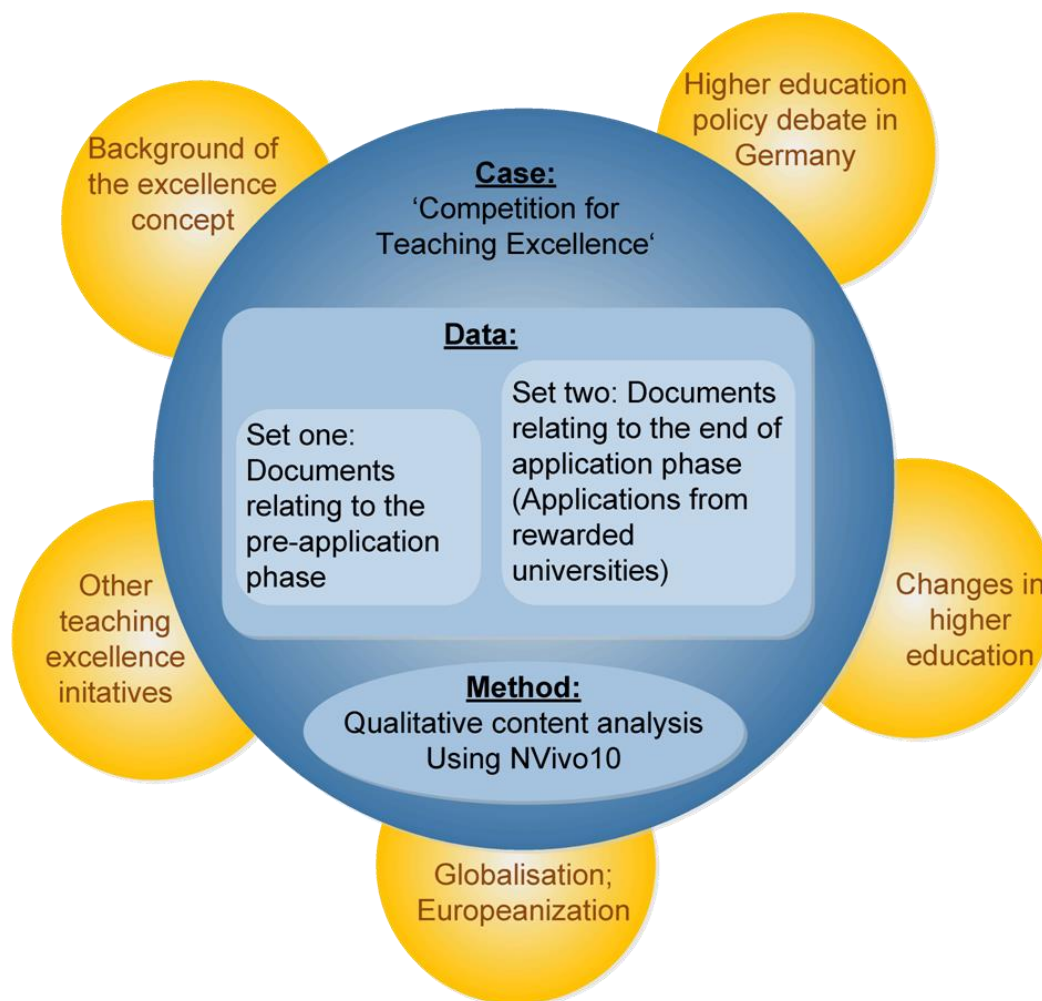 Higher education
policy debate in
Germany
Background of
the excellence
concept
Case:
‘Competition for
Teaching Excellence‘
Data:
Set one:
Documents
relating to the
pre-application
phase
Set two: Documents
relating to the end of
application phase
(Applications from
rewarded
universities)
Other
teaching
excellence
initatives
Changes in
higher
education
Method:
Qualitative content analysis
Using NVivo10
Globalisation;
Europeanization